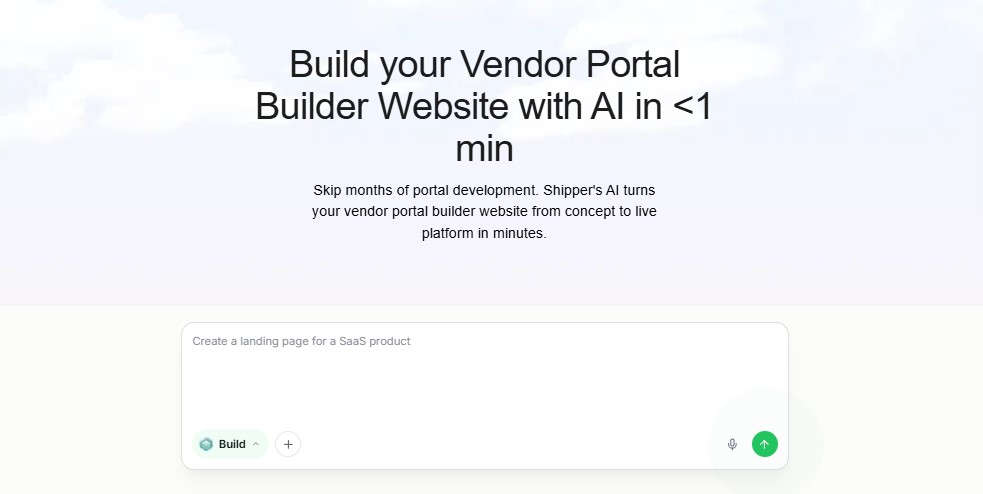 Build your Vendor Portal
Builder Website with AI in <1
min
Skip months of portal development. Shipper's AI turns
your vendor portal builder website from concept to live
platform in minutes.
Create a landing page for a SaaS product
Build